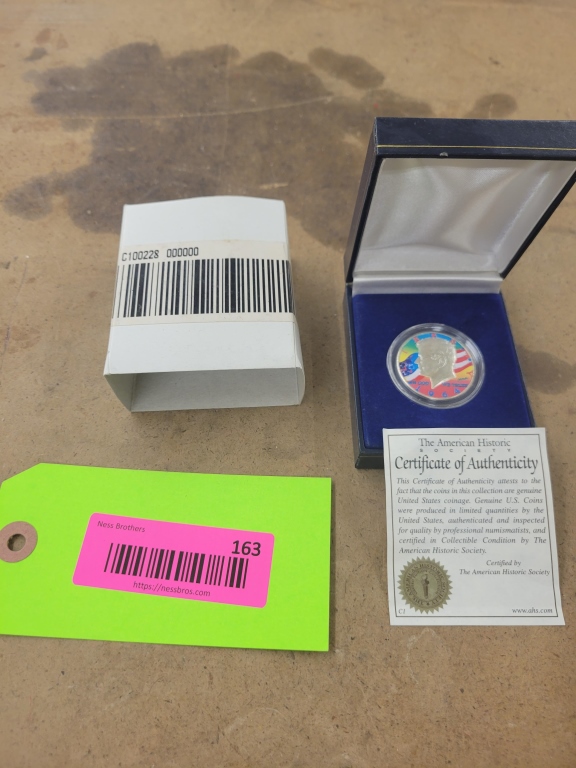 C100228 000000
The American Historic
SOCIETY
Certificate of Authenticity
This Certificate of Authenticity attests to the
fact that the coins in this collection are genuine
United States coinage. Genuine U.S. Coins
were produced in limited quantities by the
United States, authenticated and inspected
for quality by professional numismatists, and
certified in Collectible Condition by The
American Historic Society.
Certified by
The American Historic Society
C1
www.ahs.com
Ness Brothers
163
https://nessbros.com